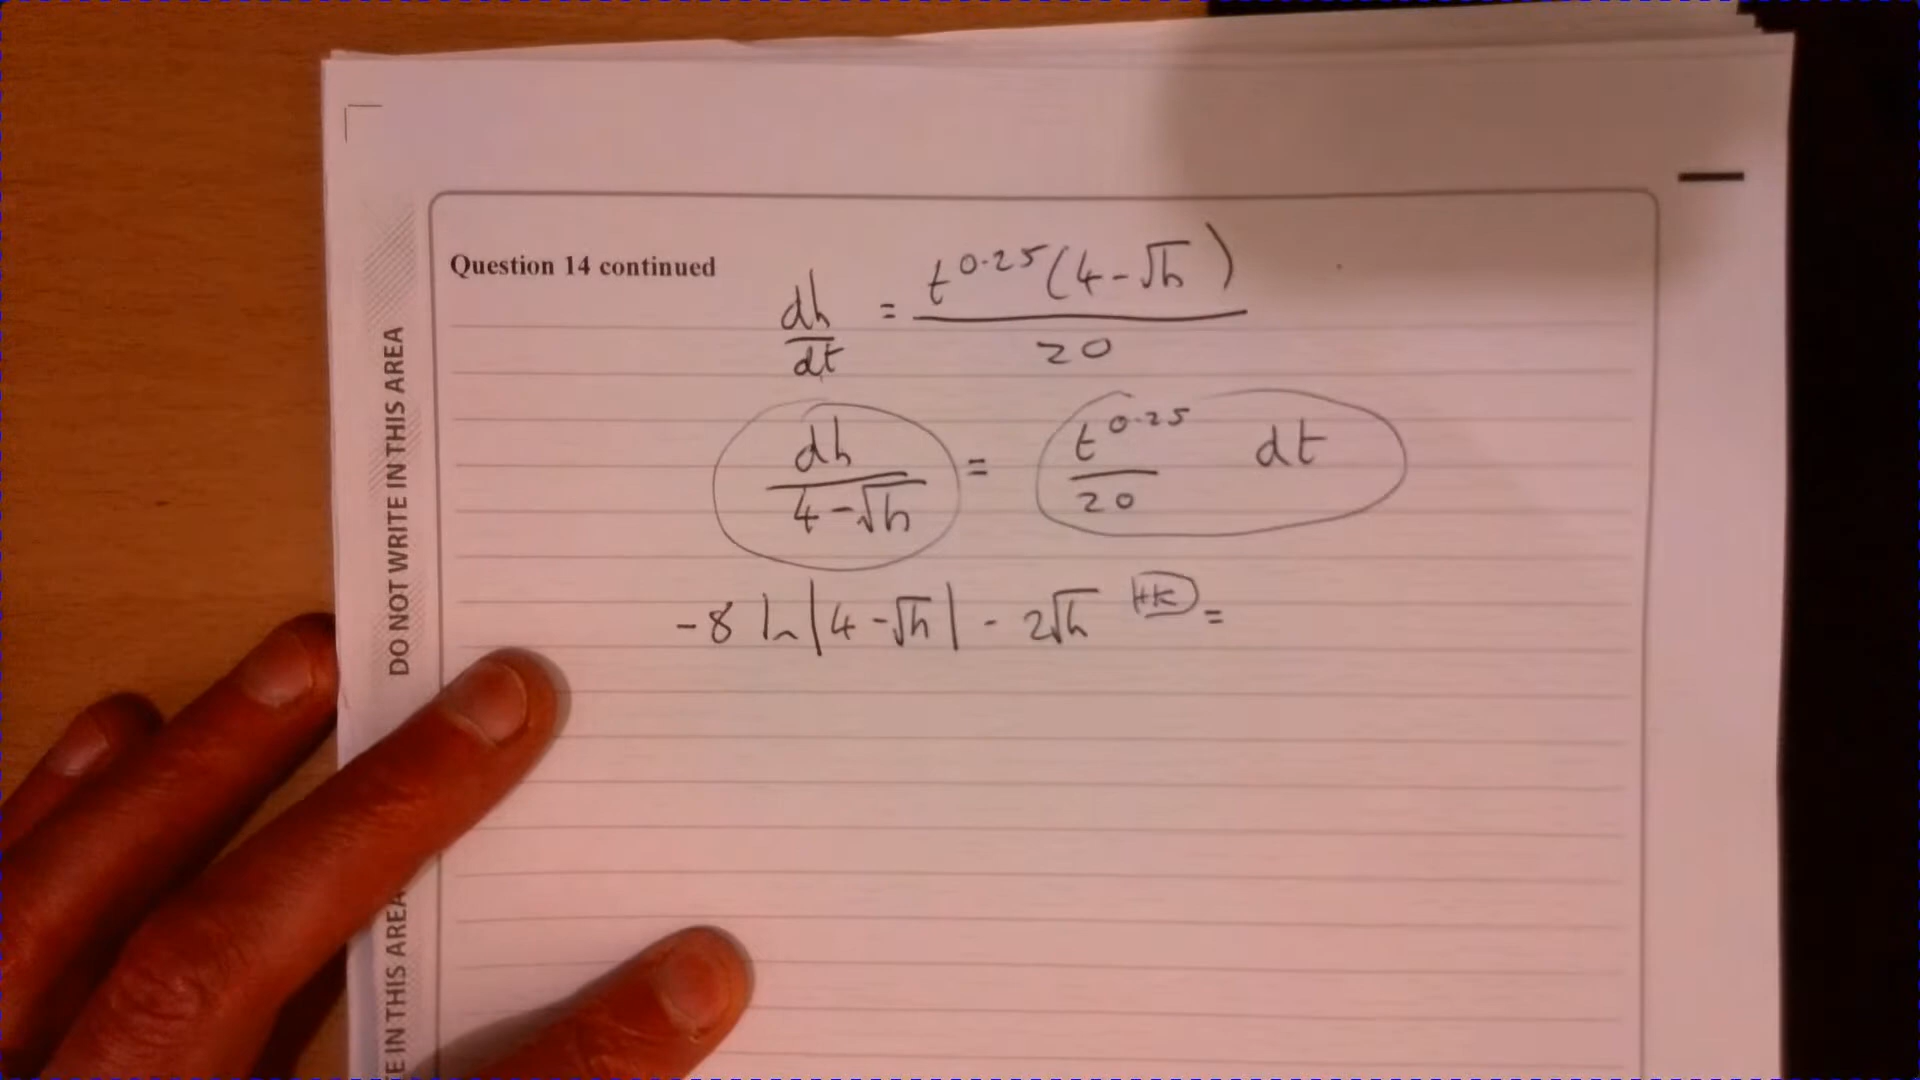 Question 14 continued
dh/dt = t^0.25(4-√h)/20
dh/(4-√h) = t^0.25/20 dt
-8 ln|4-√h| - 2√h +k =
DO NOT WRITE IN THIS AREA
E IN THIS AREA